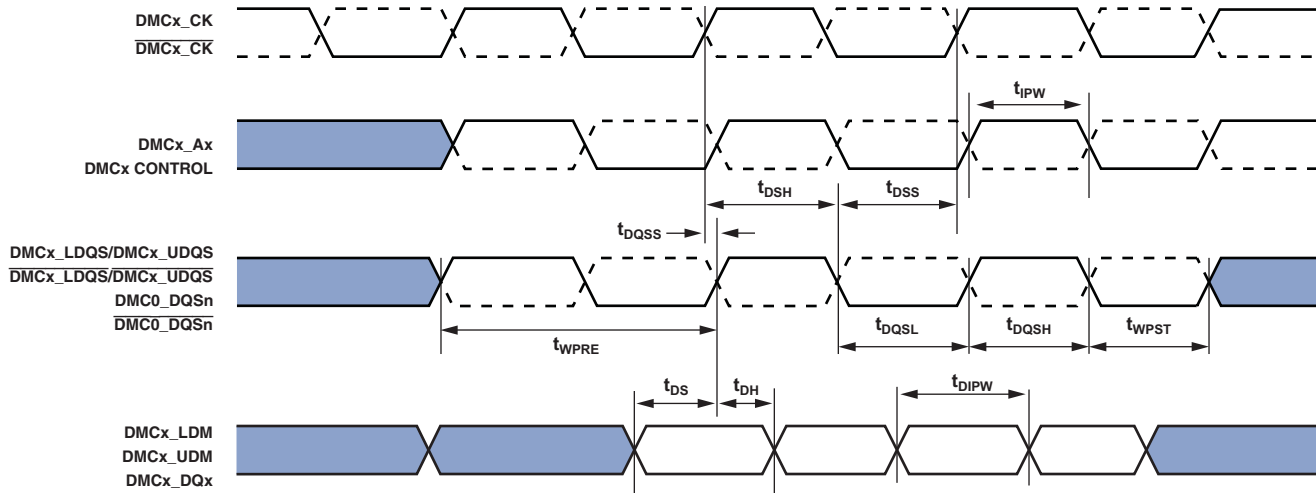 DMCx_CK
DMCx_CK
tIPW
DMCx_Ax
DMCx CONTROL
tDSH
tDSS
tDQSS
DMCx_LDQS/DMCx_UDQS
DMCx_LDQS/DMCx_UDQS
DMC0_DQSn
DMC0_DQSn
tDQSL
tDQSH
tWPST
tWPRE
tDS
tDH
tDIPW
DMCx_LDM
DMCx_UDM
DMCx_DQx